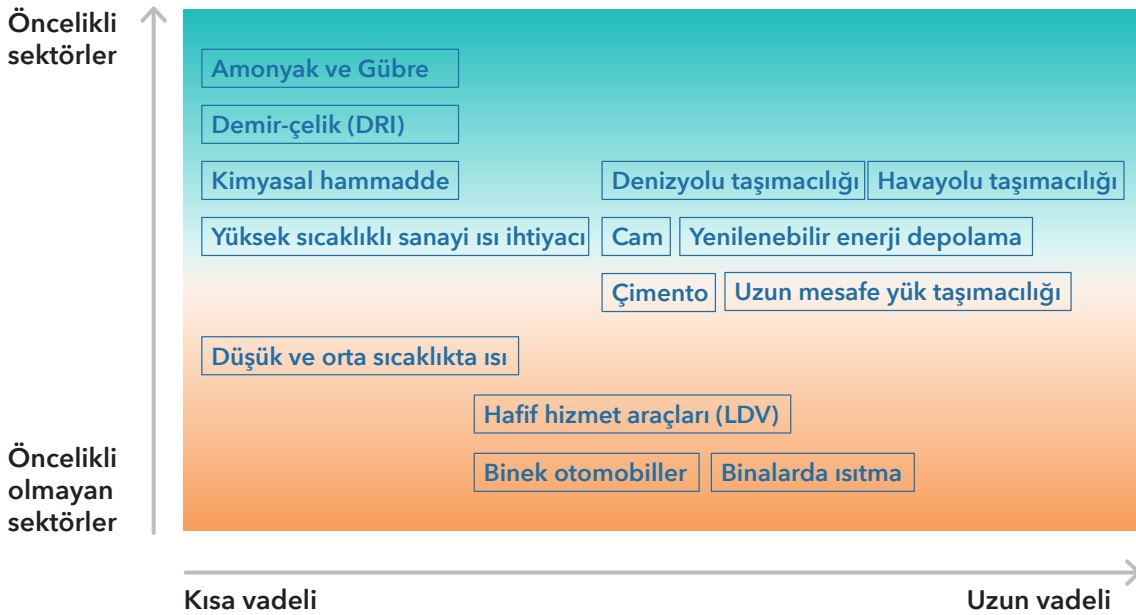 Öncelikli
sektörler
Amonyak ve Gübre
Demir-çelik (DRI)
Kimyasal hammadde
Denizyolu taşımacılığı
Havayolu taşımacılığı
Yüksek sıcaklıklı sanayi ısı ihtiyacı
Cam
Yenilenebilir enerji depolama
Çimento
Uzun mesafe yük taşımacılığı
Düşük ve orta sıcaklıkta ısı
Hafif hizmet araçları (LDV)
Binek otomobiller
Binalarda ısıtma
Öncelikli
olmayan
sektörler
Kısa vadeli
Uzun vadeli